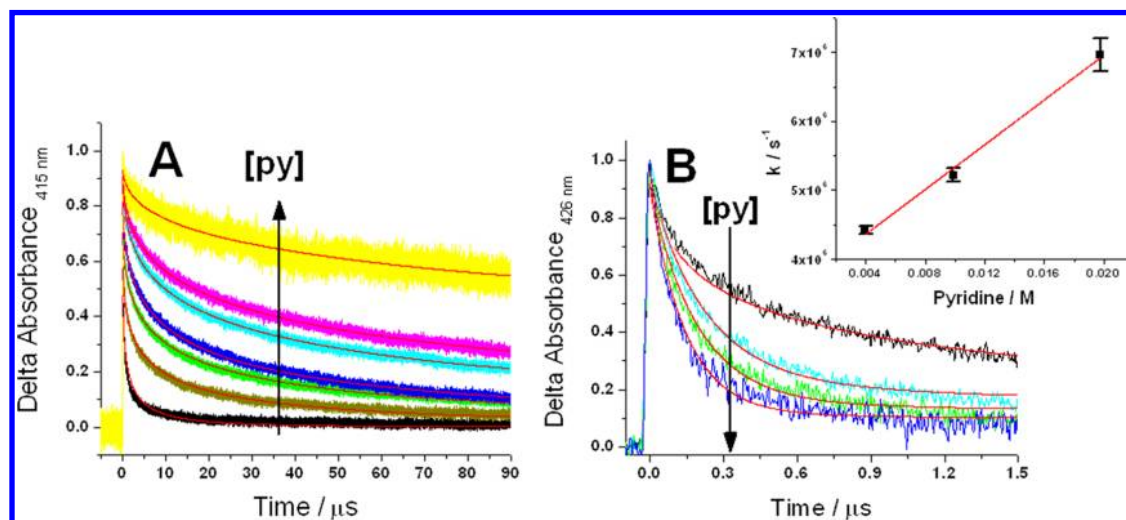 A
[py]
Delta Absorbance 415 nm
1.0
0.8
0.6
0.4
0.2
0.0
0 10 20 30 40 50 60 70 80 90
Time / μs
B
[py]
Delta Absorbance 426 nm
1.0
0.8
0.6
0.4
0.2
0.0
0.0 0.3 0.6 0.9 1.2 1.5
Time / μs
k / s⁻¹
7x10⁶
6x10⁶
5x10⁶
4x10⁶
0.004 0.008 0.012 0.016 0.020
Pyridine / M